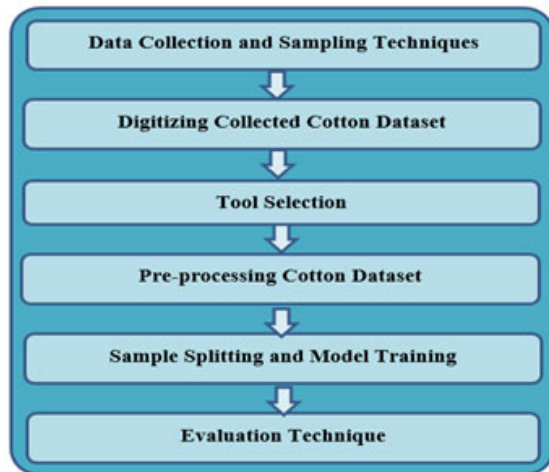 Data Collection and Sampling Techniques
Digitizing Collected Cotton Dataset
Tool Selection
Pre-processing Cotton Dataset
Sample Splitting and Model Training
Evaluation Technique